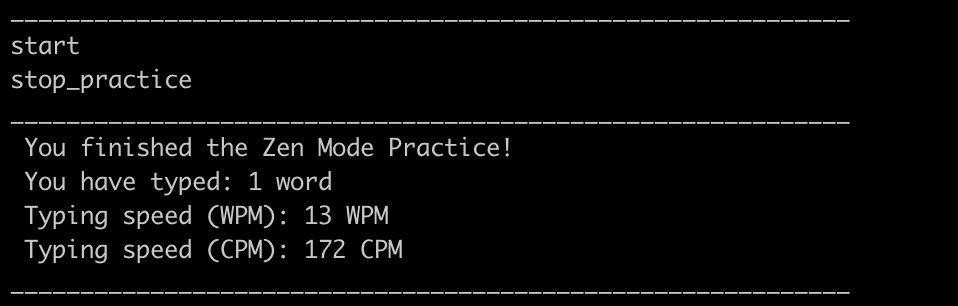 ____________________________________________________________
start
stop_practice
____________________________________________________________
You finished the Zen Mode Practice!
You have typed: 1 word
Typing speed (WPM): 13 WPM
Typing speed (CPM): 172 CPM
____________________________________________________________